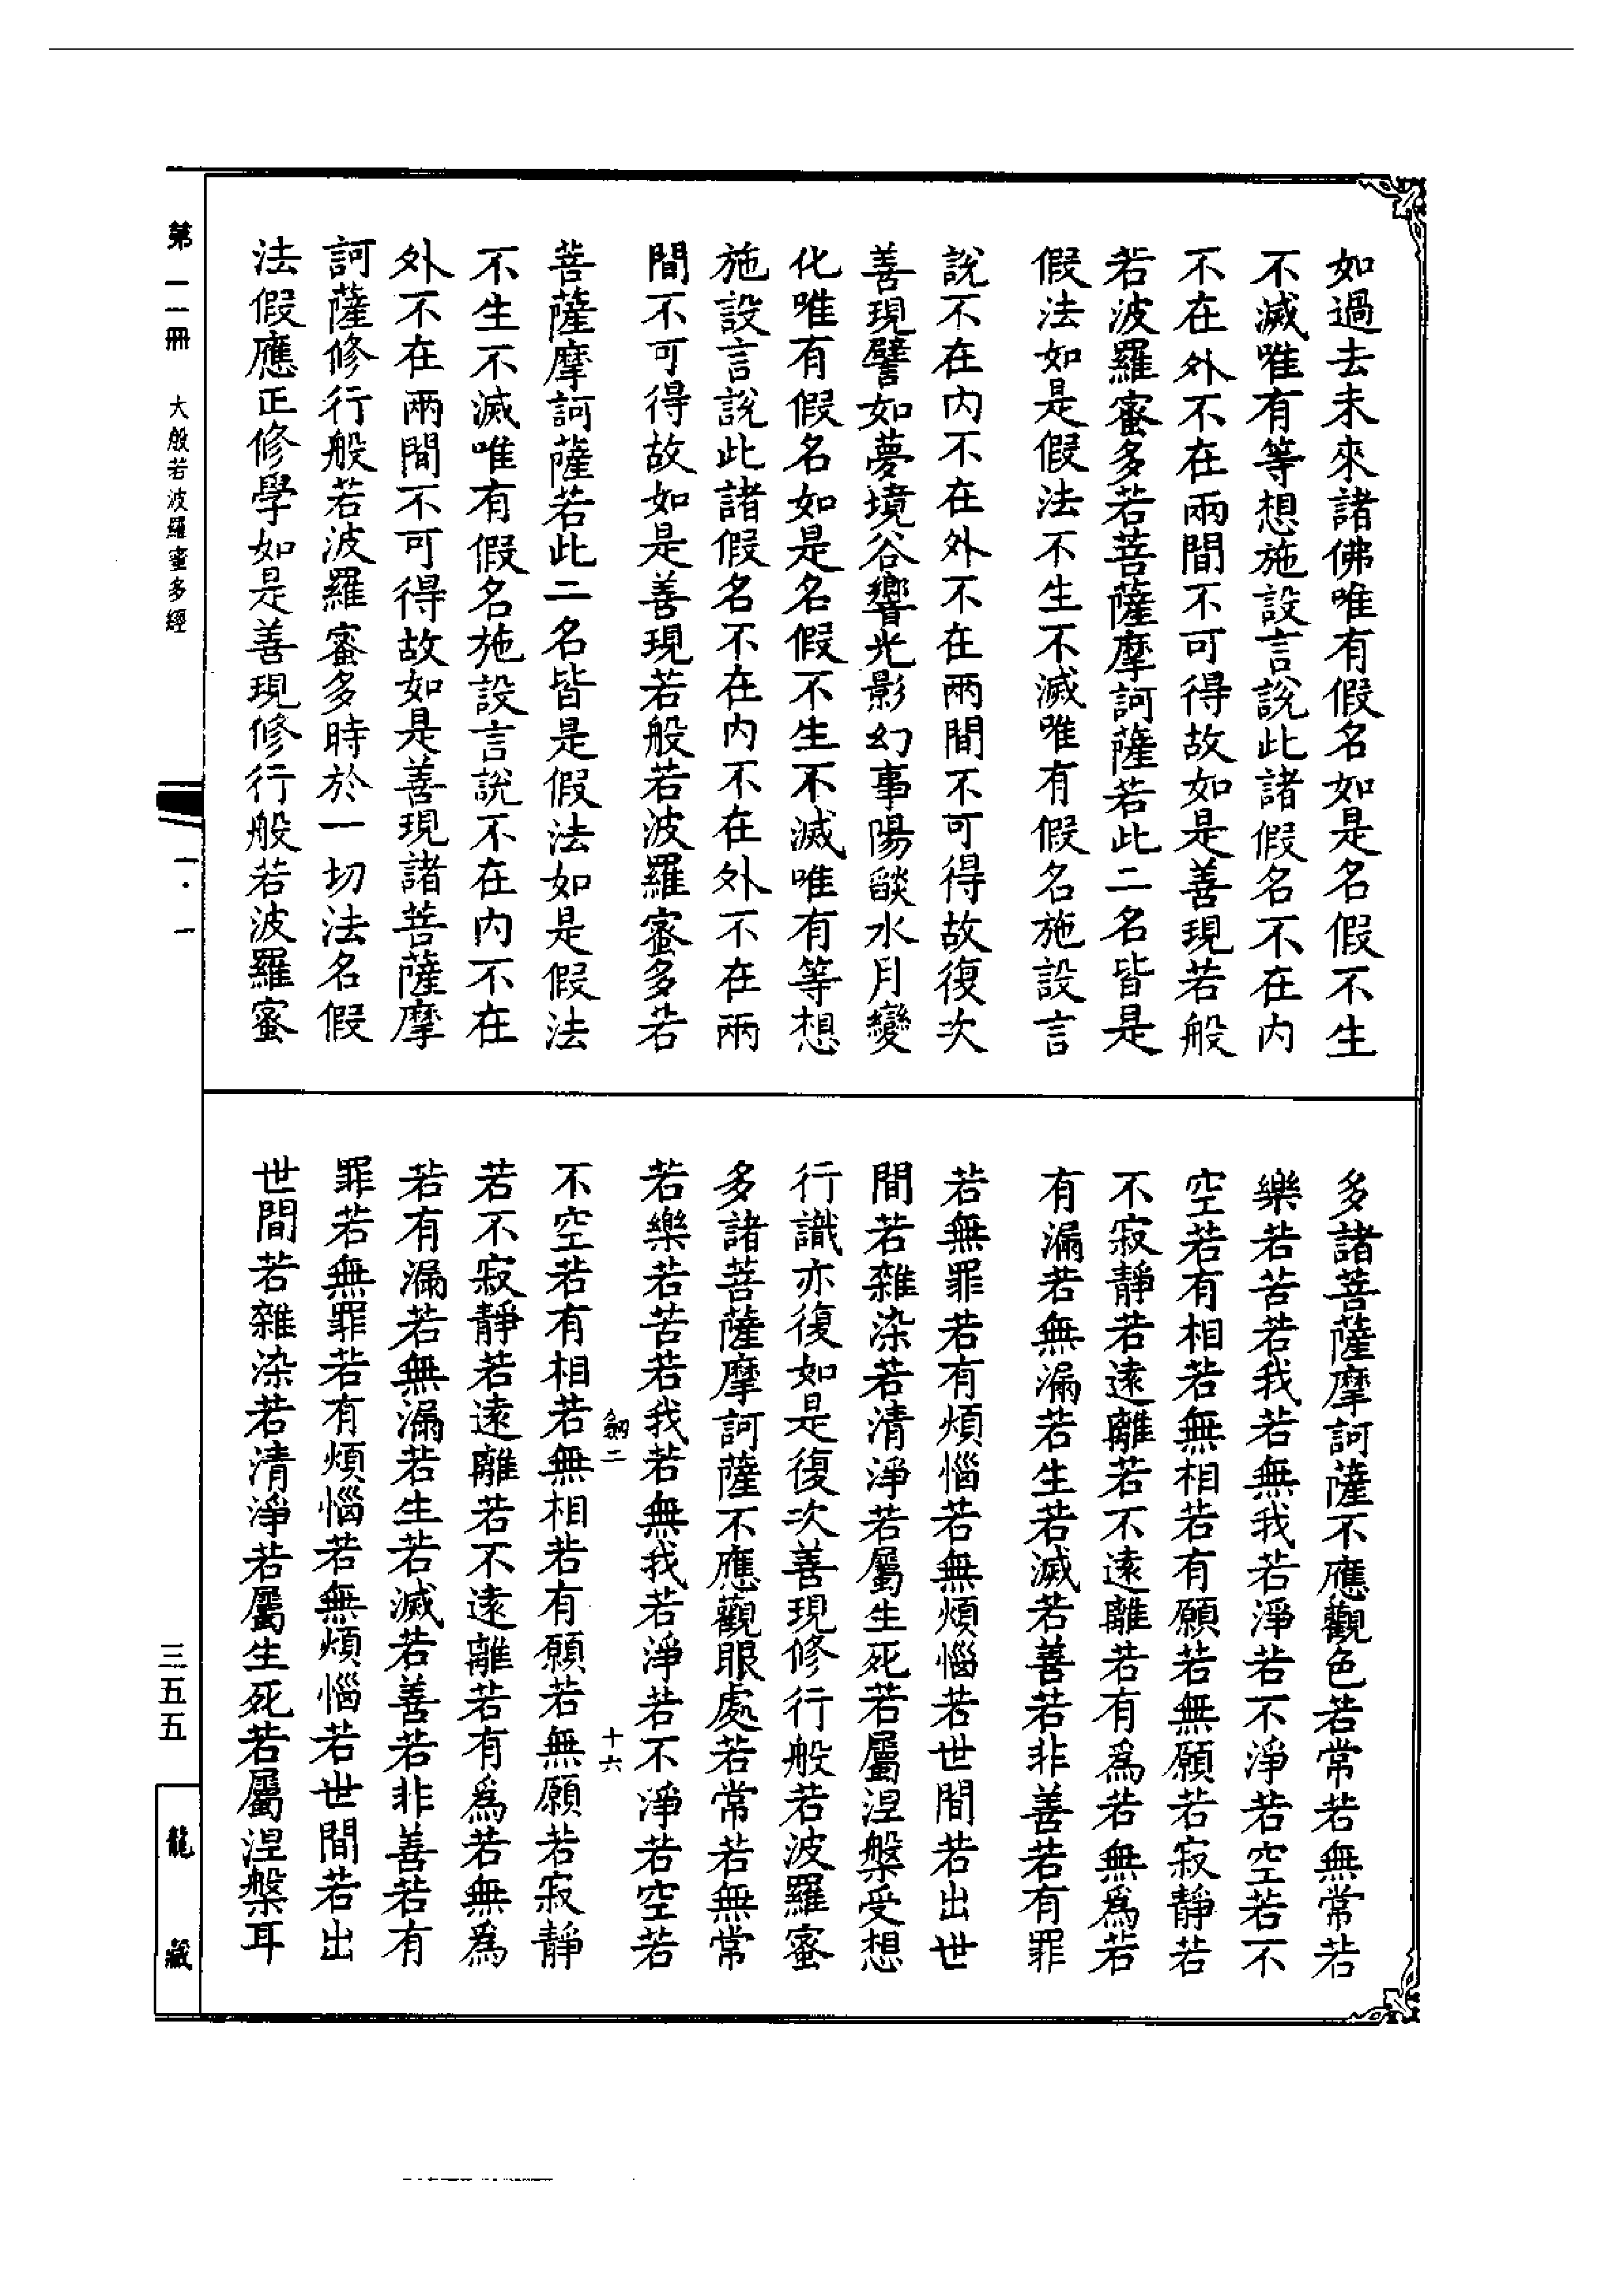 如過去未來諸佛唯有假名如是名假不生
不滅唯有等想施設言說此諸假名不在內
不在外不在兩間不可得故如是善現若般
若波羅蜜多若菩薩摩訶薩若此二名皆是
假法如是假法不生不滅唯有假名施設言
說不在內不在外不在兩間不可得故復次
善現譬如夢境谷響光影幻事陽燄水月變
化唯有假名如是名假不生不滅唯有等想
施設言說此諸假名不在內不在外不在兩
間不可得故如是善現若般若波羅蜜多若
菩薩摩訶薩若此二名皆是假法如是假法
不生不滅唯有假名施設言說不在內不在
外不在兩間不可得故如是善現諸菩薩摩
訶薩修行般若波羅蜜多時於一切法名假
法假應正修學如是善現修行般若波羅蜜
多諸菩薩摩訶薩不應觀色若常若無常若
樂若苦若我若無我若淨若不淨若空若不
空若有相若無相若有願若無願若寂靜若
不寂靜若遠離若不遠離若有為若無為若
有漏若無漏若生若滅若善若非善若有罪
若無罪若有煩惱若無煩惱若世間若出世
間若雜染若清淨若屬生死若屬涅槃受想
行識亦復如是復次善現修行般若波羅蜜
多諸菩薩摩訶薩不應觀眼處若常若無常
若樂若苦若我若無我若淨若不淨若空若
劒二 十六
不空若有相若無相若有願若無願若寂靜
若不寂靜若遠離若不遠離若有為若無為
若有漏若無漏若生若滅若善若非善若有
罪若無罪若有煩惱若無煩惱若世間若出
世間若雜染若清淨若屬生死若屬涅槃耳
第一一冊 大般若波羅蜜多經 一·一 三五五
龍藏